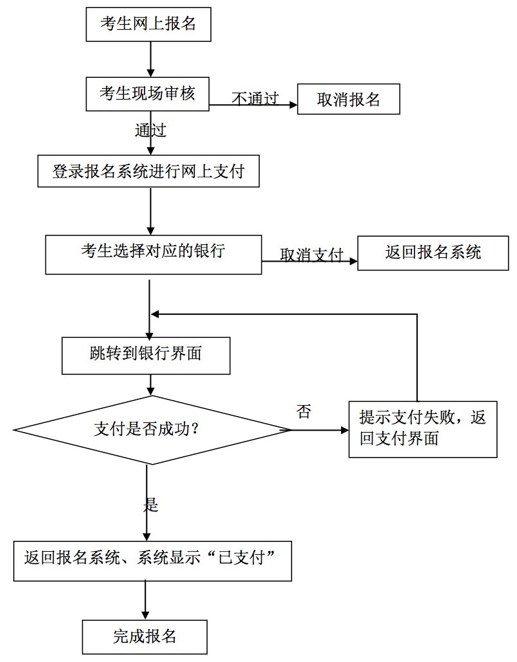 考生网上报名
考生现场审核
不通过
取消报名
通过
登录报名系统进行网上支付
考生选择对应的银行
取消支付
返回报名系统
跳转到银行界面
支付是否成功？
否
提示支付失败，返
回支付界面
是
返回报名系统、系统显示“已支付”
完成报名